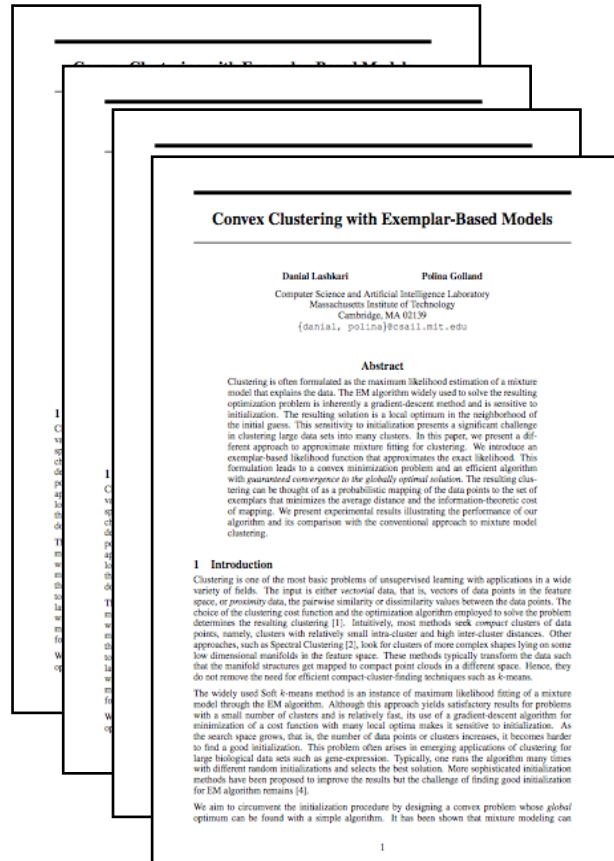 Convex Clustering with Exemplar-Based Models
Danial Lashkari Polina Golland
Computer Science and Artificial Intelligence Laboratory
Massachusetts Institute of Technology
Cambridge, MA 02139
{danial, polina}@csail.mit.edu
Abstract
Clustering is often formulated as the maximum likelihood estimation of a mixture
model that explains the data. The EM algorithm widely used to solve the resulting
optimization problem is inherently a gradient-descent method and is sensitive to
initialization. The resulting solution is a local optimum in the neighborhood of
the initial guess. This sensitivity to initialization presents a significant challenge
in clustering large data sets into many clusters. In this paper, we present a dif-
ferent approach to approximate mixture fitting for clustering. We introduce an
exemplar-based likelihood function that approximates the exact likelihood. This
formulation leads to a convex minimization problem and an efficient algorithm
with guaranteed convergence to the globally optimal solution. The resulting clus-
tering can be thought of as a probabilistic mapping of the data points to the set of
exemplars that minimizes the average distance and the information-theoretic cost
of mapping. We present experimental results illustrating the performance of our
algorithm and its comparison with the conventional approach to mixture model
clustering.
1 Introduction
Clustering is one of the most basic problems of unsupervised learning with applications in a wide
variety of fields. The input is either vectorial data, that is, vectors of data points in the feature
space, or proximity data, the pairwise similarity or dissimilarity values between the data points. The
choice of the clustering cost function and the optimization algorithm employed to solve the problem
determines the resulting clustering [1]. Intuitively, most methods seek compact clusters of data
points, namely, clusters with relatively small intra-cluster and high inter-cluster distances. Other
approaches, such as Spectral Clustering [2], look for clusters of more complex shapes lying on some
low dimensional manifolds in the feature space. These methods typically transform the data such
that the manifold structures get mapped to compact point clouds in a different space. Hence, they
do not remove the need for efficient compact-cluster-finding techniques such as k-means.
The widely used Soft k-means method is an instance of maximum likelihood fitting of a mixture
model through the EM algorithm. Although this approach yields satisfactory results for problems
with a small number of clusters and is relatively fast, its use of a gradient-descent algorithm for
minimization of a cost function with many local optima makes it sensitive to initialization. As
the search space grows, that is, the number of data points or clusters increases, it becomes harder
to find a good initialization. This problem often arises in emerging applications of clustering for
large biological data sets such as gene-expression. Typically, one runs the algorithm many times
with different random initializations and selects the best solution. More sophisticated initialization
methods have been proposed to improve the results but the challenge of finding good initialization
for EM algorithm remains [4].
We aim to circumvent the initialization procedure by designing a convex problem whose global
optimum can be found with a simple algorithm. It has been shown that mixture modeling can
1